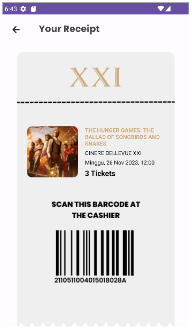 6:43
Your Receipt
XXI
THE HUNGER GAMES: THE
BALLAD OF SONGBIRDS AND
SNAKES
CINERE BELLEVUE XXI
Minggu, 26 Nov 2023, 12:00
3 Tickets
SCAN THIS BARCODE AT
THE CASHIER
2110511004015018028A